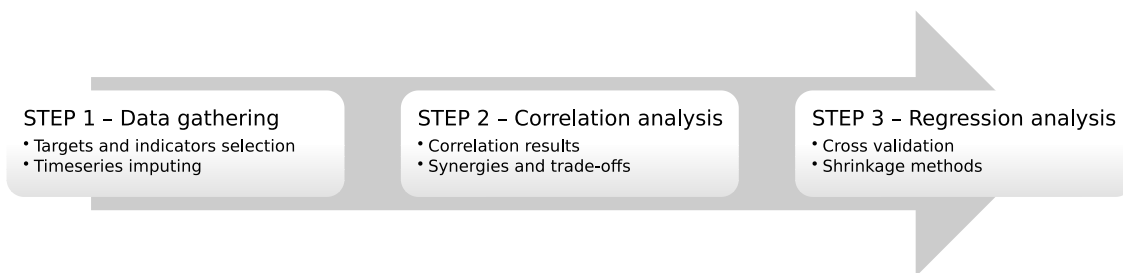 STEP 1 – Data gathering
• Targets and indicators selection
• Timeseries imputing
STEP 2 – Correlation analysis
• Correlation results
• Synergies and trade-offs
STEP 3 – Regression analysis
• Cross validation
• Shrinkage methods